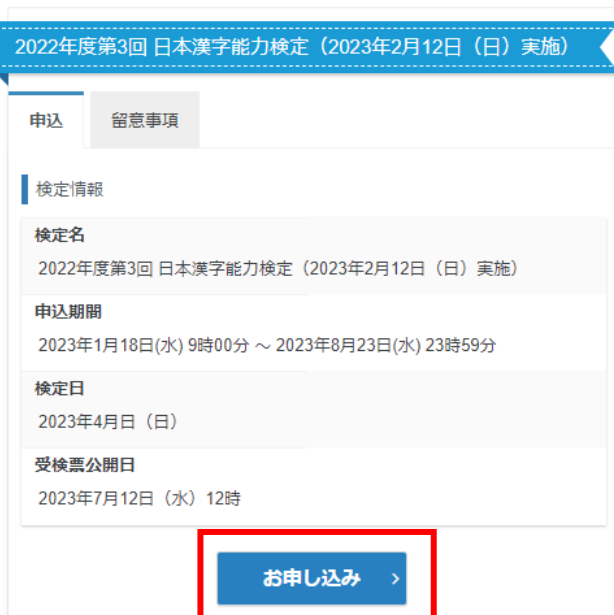 2022年度第3回 日本漢字能力検定（2023年2月12日（日）実施）
申込 留意事項
検定情報
検定名
2022年度第3回 日本漢字能力検定（2023年2月12日（日）実施）
申込期間
2023年1月18日(水) 9時00分 ～ 2023年8月23日(水) 23時59分
検定日
2023年4月日（日）
受検票公開日
2023年7月12日（水）12時
お申し込み